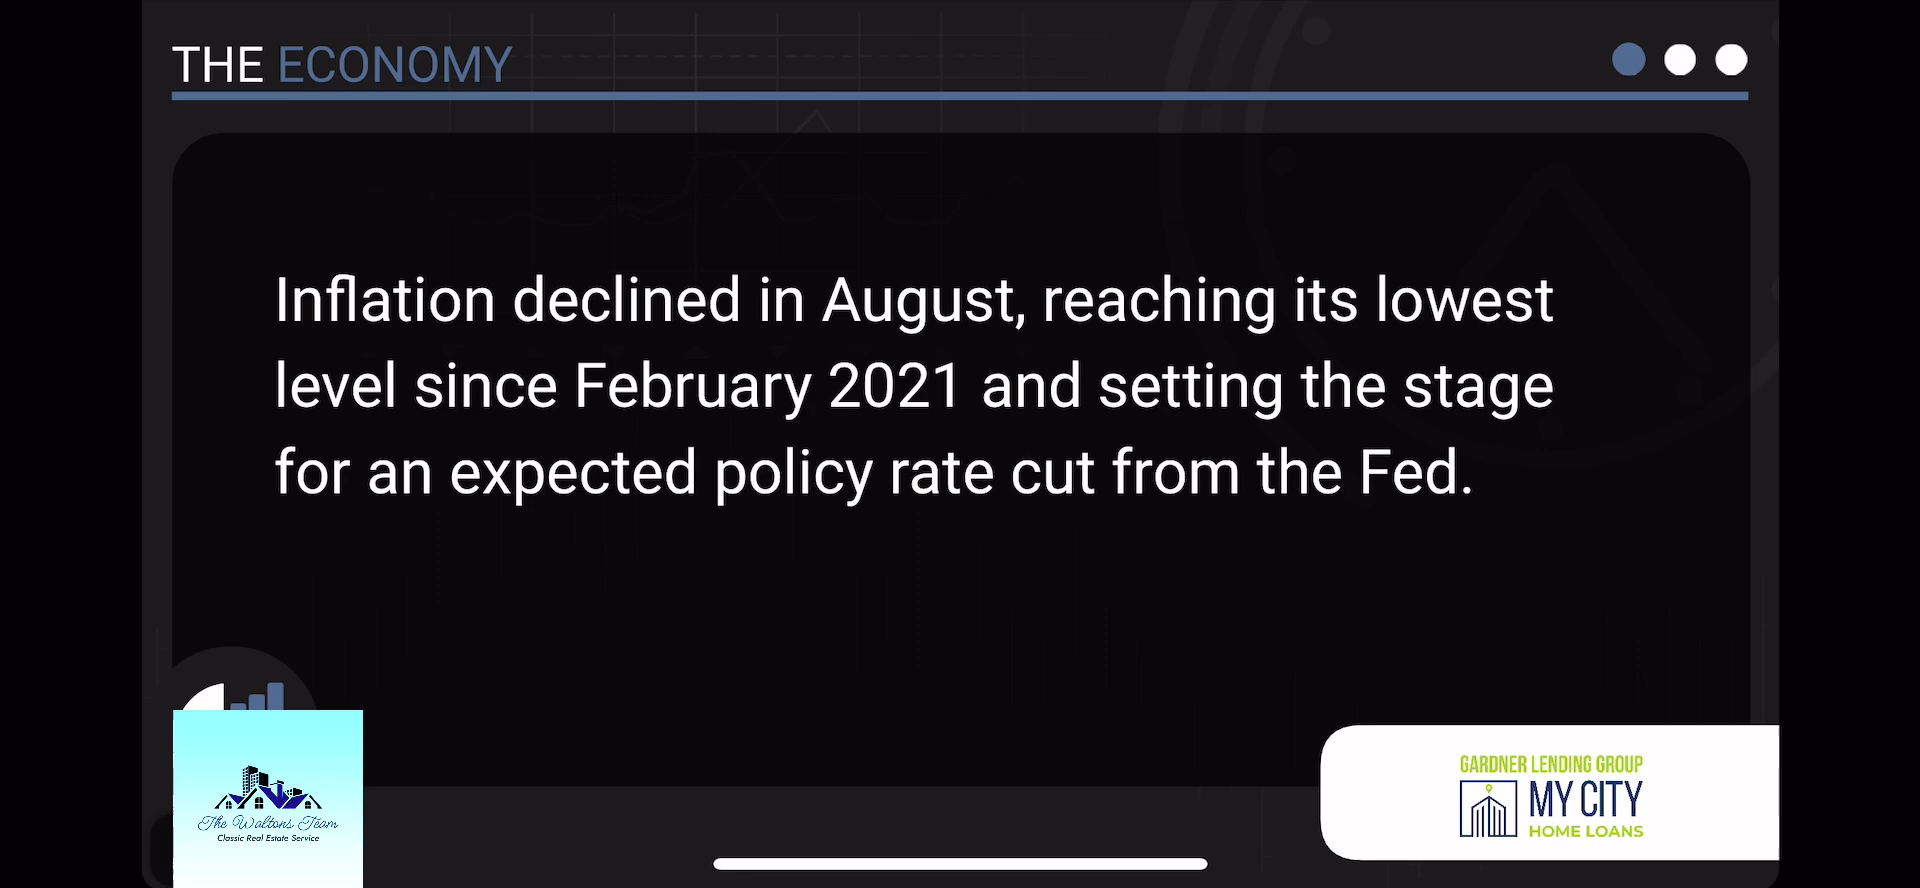 THE ECONOMY
Inflation declined in August, reaching its lowest
level since February 2021 and setting the stage
for an expected policy rate cut from the Fed.
The Waltons Team
Classic Real Estate Service
GARDNER LENDING GROUP
MY CITY
HOME LOANS